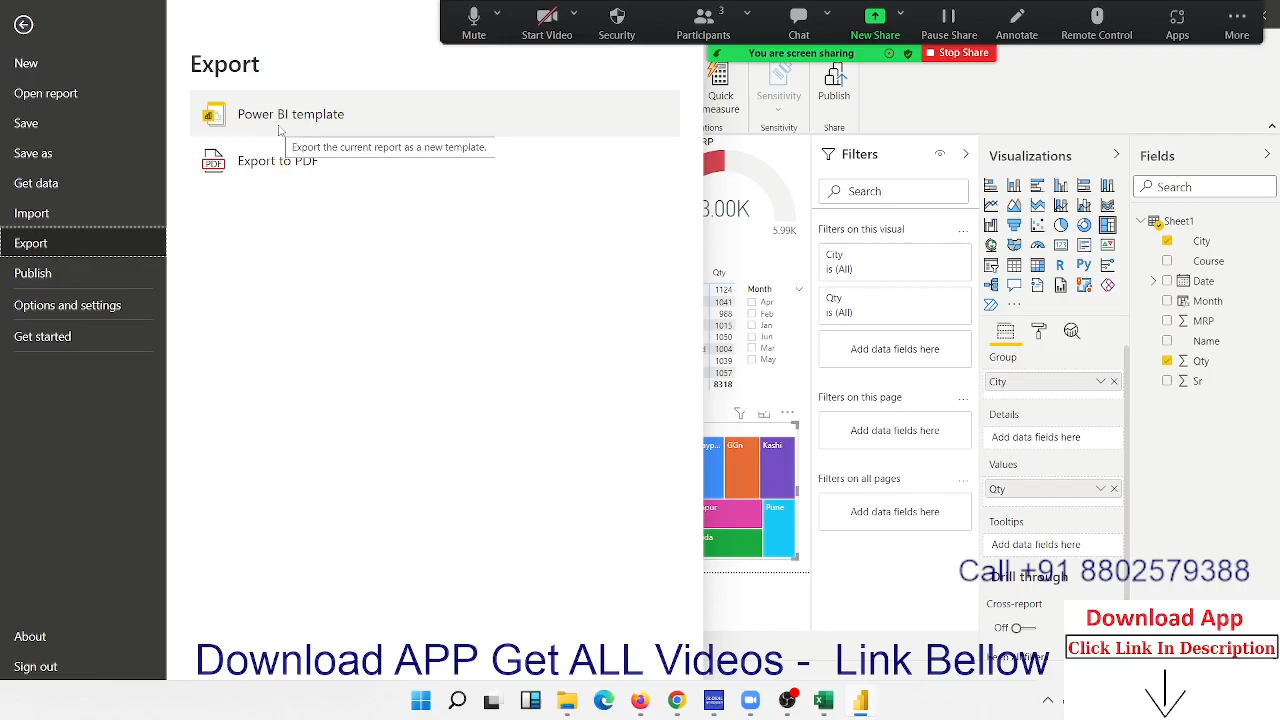 Mute
Start Video
Security
Participants
3
Chat
New Share
Pause Share
Annotate
Remote Control
Apps
More
You are screen sharing
Stop Share
New
Open report
Save
Save as
Get data
Import
Export
Publish
Options and settings
Get started
About
Sign out
Export
Power BI template
Export the current report as a new template.
Export to PDF
PDF
Quick
measure
Sensitivity
Publish
Sensitivity
Share
3.00K
5.99K
Qty
1124
1041
988
1015
1050
1004
1039
1057
8318
Month
Apr
Feb
Jan
Jun
Mar
May
GGn
Kashi
Pune
Filters
Search
Filters on this visual
City
is (All)
Qty
is (All)
Add data fields here
Filters on this page
Add data fields here
Filters on all pages
Add data fields here
Visualizations
Group
City
Details
Add data fields here
Values
Qty
Tooltips
Add data fields here
Drill through
Cross-report
Off
Fields
Search
Sheet1
City
Course
Date
Month
MRP
Name
Qty
Sr
Call +91 8802579388
Download App
Click Link In Description
Download APP Get ALL Videos - Link Bellow